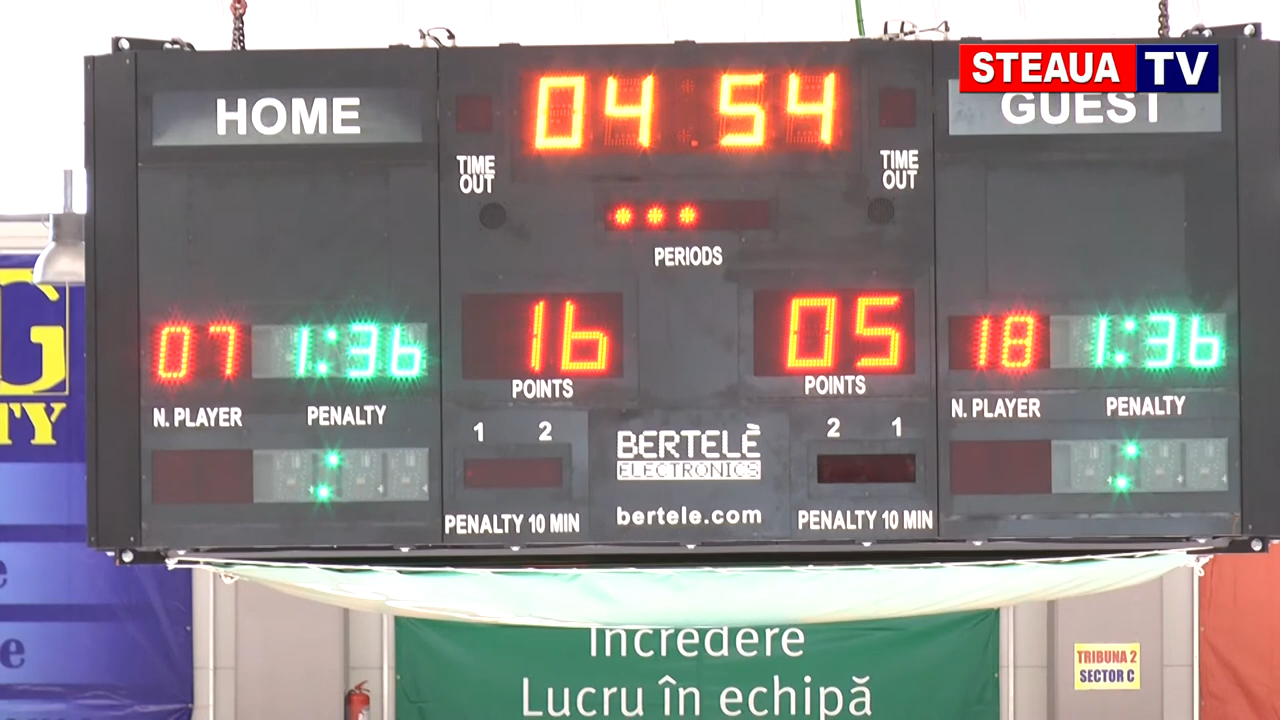 STEAUA TV
HOME
04 54
GUEST
TIME
OUT
TIME
OUT
PERIODS
07 1:36
16
05
18 1:36
POINTS
POINTS
N. PLAYER PENALTY
N. PLAYER PENALTY
1 2
2 1
BERTELÈ
ELECTRONICS
bertele.com
PENALTY 10 MIN
PENALTY 10 MIN
G
TY
e
e
Încredere
Lucru în echipă
TRIBUNA 2
SECTOR C